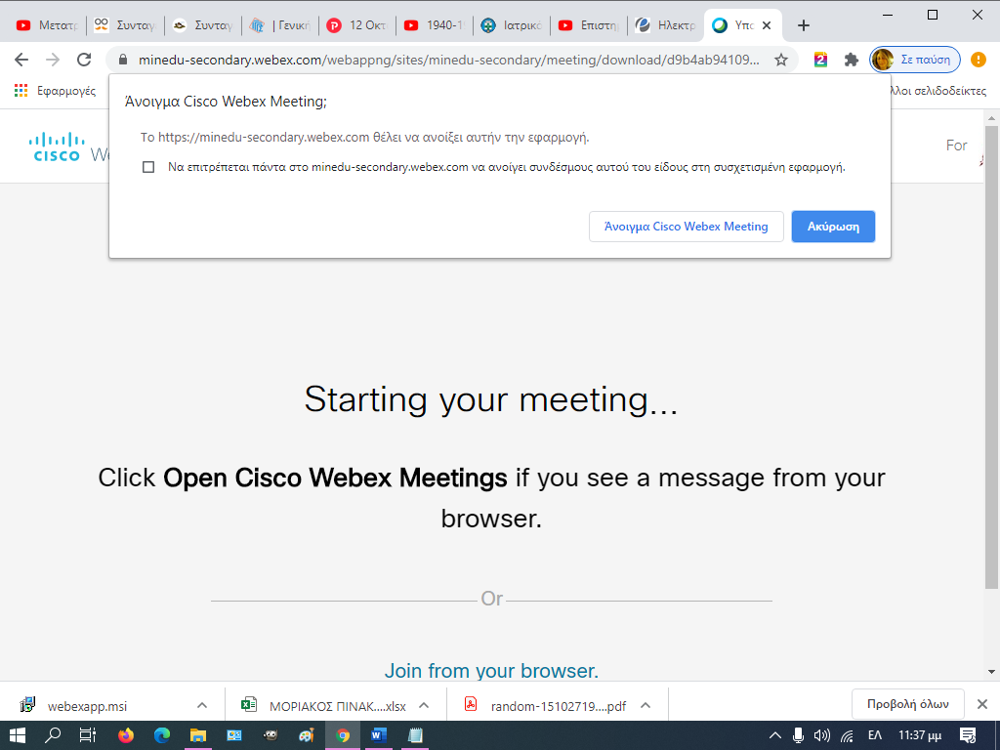 Μετατρ
Συνταγ
Συνταγ
| Γενική
12 Οκτ
1940-1
Ιατρικό
Επιστη
Ηλεκτρ
Υπο
minedu-secondary.webex.com/webappng/sites/minedu-secondary/meeting/download/d9b4ab94109...
Σε παύση
Εφαρμογές
λλοι σελιδοδείκτες
Άνοιγμα Cisco Webex Meeting;
Το https://minedu-secondary.webex.com θέλει να ανοίξει αυτήν την εφαρμογή.
Να επιτρέπεται πάντα στο minedu-secondary.webex.com να ανοίγει συνδέσμους αυτού του είδους στη συσχετισμένη εφαρμογή.
Άνοιγμα Cisco Webex Meeting
Ακύρωση
cisco
We
For
Starting your meeting...
Click Open Cisco Webex Meetings if you see a message from your
browser.
Or
Join from your browser.
webexapp.msi
ΜΟΡΙΑΚΟΣ ΠΙΝΑΚ....xlsx
random-15102719....pdf
Προβολή όλων
ΕΛ
11:37 μμ